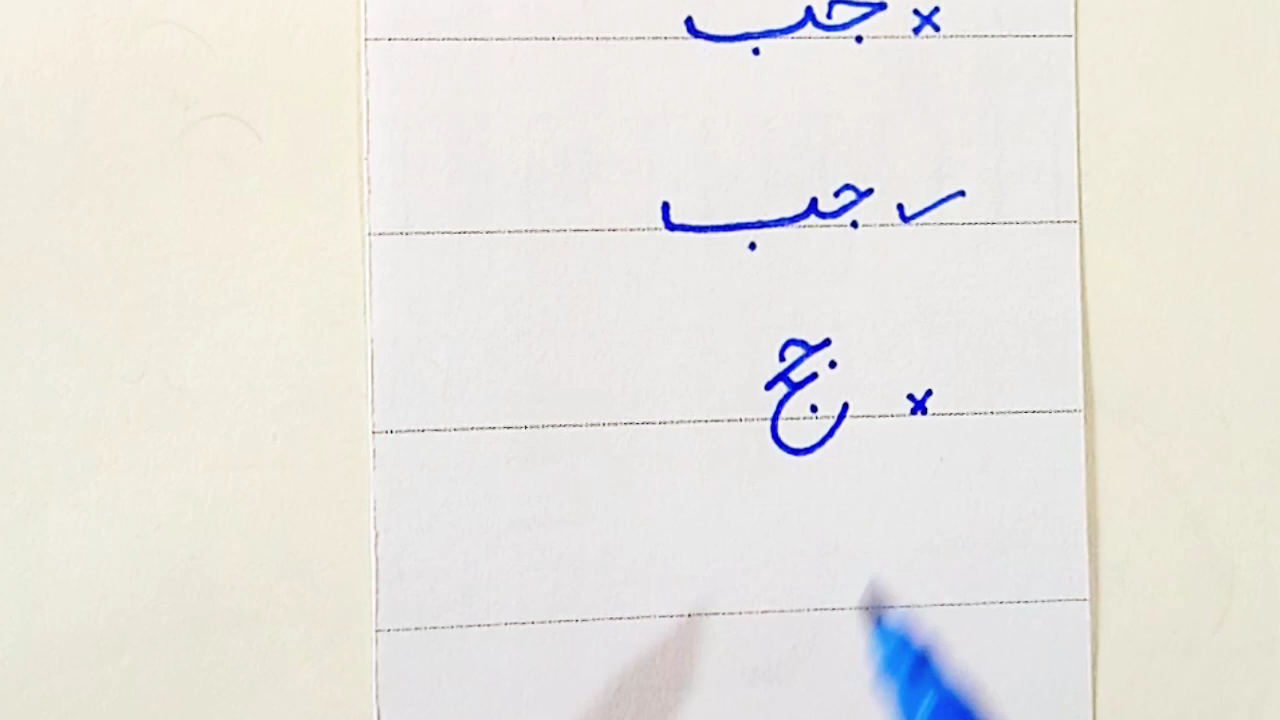 × جب
✓ جب
× جج